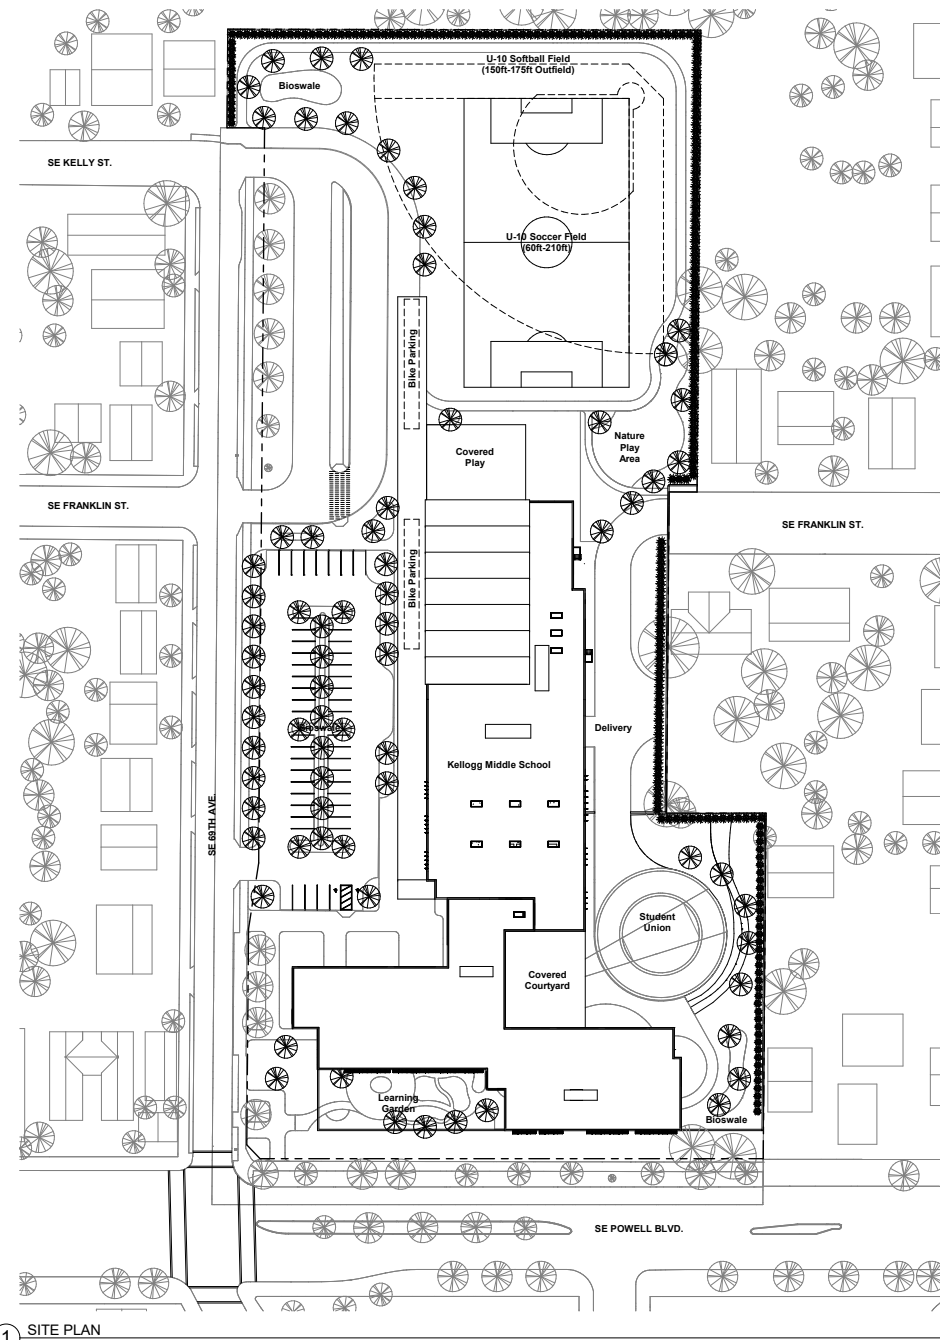 U-10 Softball Field
(150ft-175ft Outfield)
Bioswale
SE KELLY ST.
U-10 Soccer Field
(60ft-210ft)
Bike Parking
Nature
Play
Area
Covered
Play
SE FRANKLIN ST.
SE FRANKLIN ST.
Bike Parking
Bioswale
Delivery
Kellogg Middle School
SE 69TH AVE.
Student
Union
Covered
Courtyard
Learning
Garden
Bioswale
SE POWELL BLVD.
1
SITE PLAN